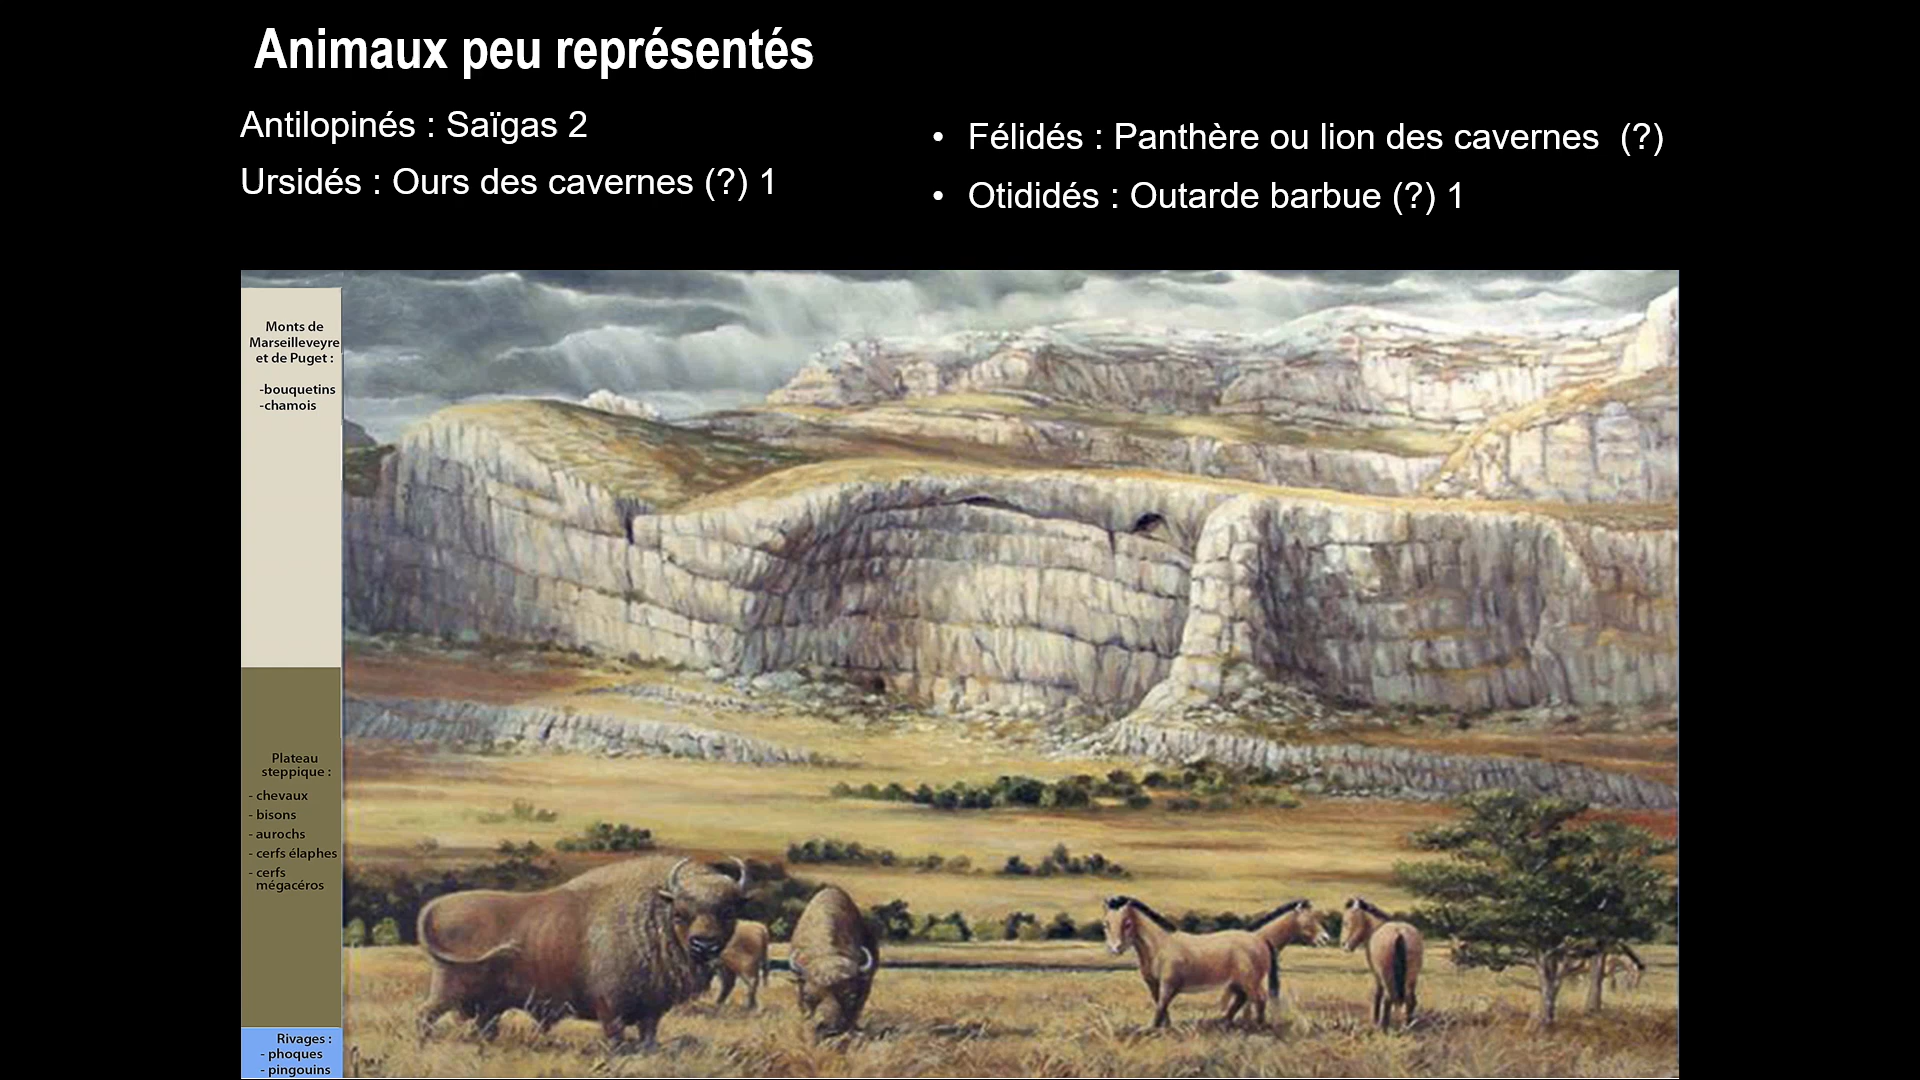 Animaux peu représentés
Antilopinés : Saïgas 2
Ursidés : Ours des cavernes (?) 1
• Félidés : Panthère ou lion des cavernes  (?)
• Otididés : Outarde barbue (?) 1
Monts de
Marseilleveyre
et de Puget :
-bouquetins
-chamois
Plateau
steppique :
- chevaux
- bisons
- aurochs
- cerfs élaphes
- cerfs
mégacéros
Rivages :
- phoques
- pingouins